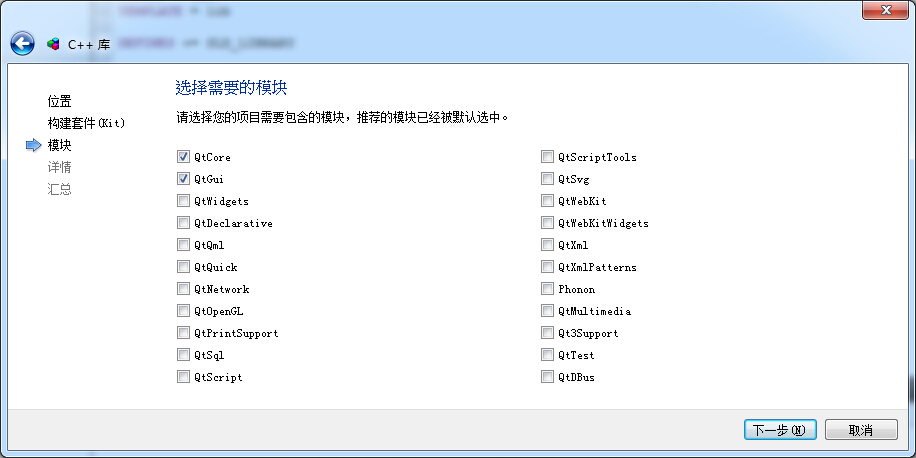 TEMPLATE = lib
C++ 库
选择需要的模块
位置
请选择您的项目需要包含的模块，推荐的模块已经被默认选中。
构建套件(Kit)
模块
详情
汇总
QtCore
QtGui
QtWidgets
QtDeclarative
QtQml
QtQuick
QtNetwork
QtOpenGL
QtPrintSupport
QtSql
QtScript
QtScriptTools
QtSvg
QtWebKit
QtWebKitWidgets
QtXml
QtXmlPatterns
Phonon
QtMultimedia
Qt3Support
QtTest
QtDBus
下一步(N)
取消